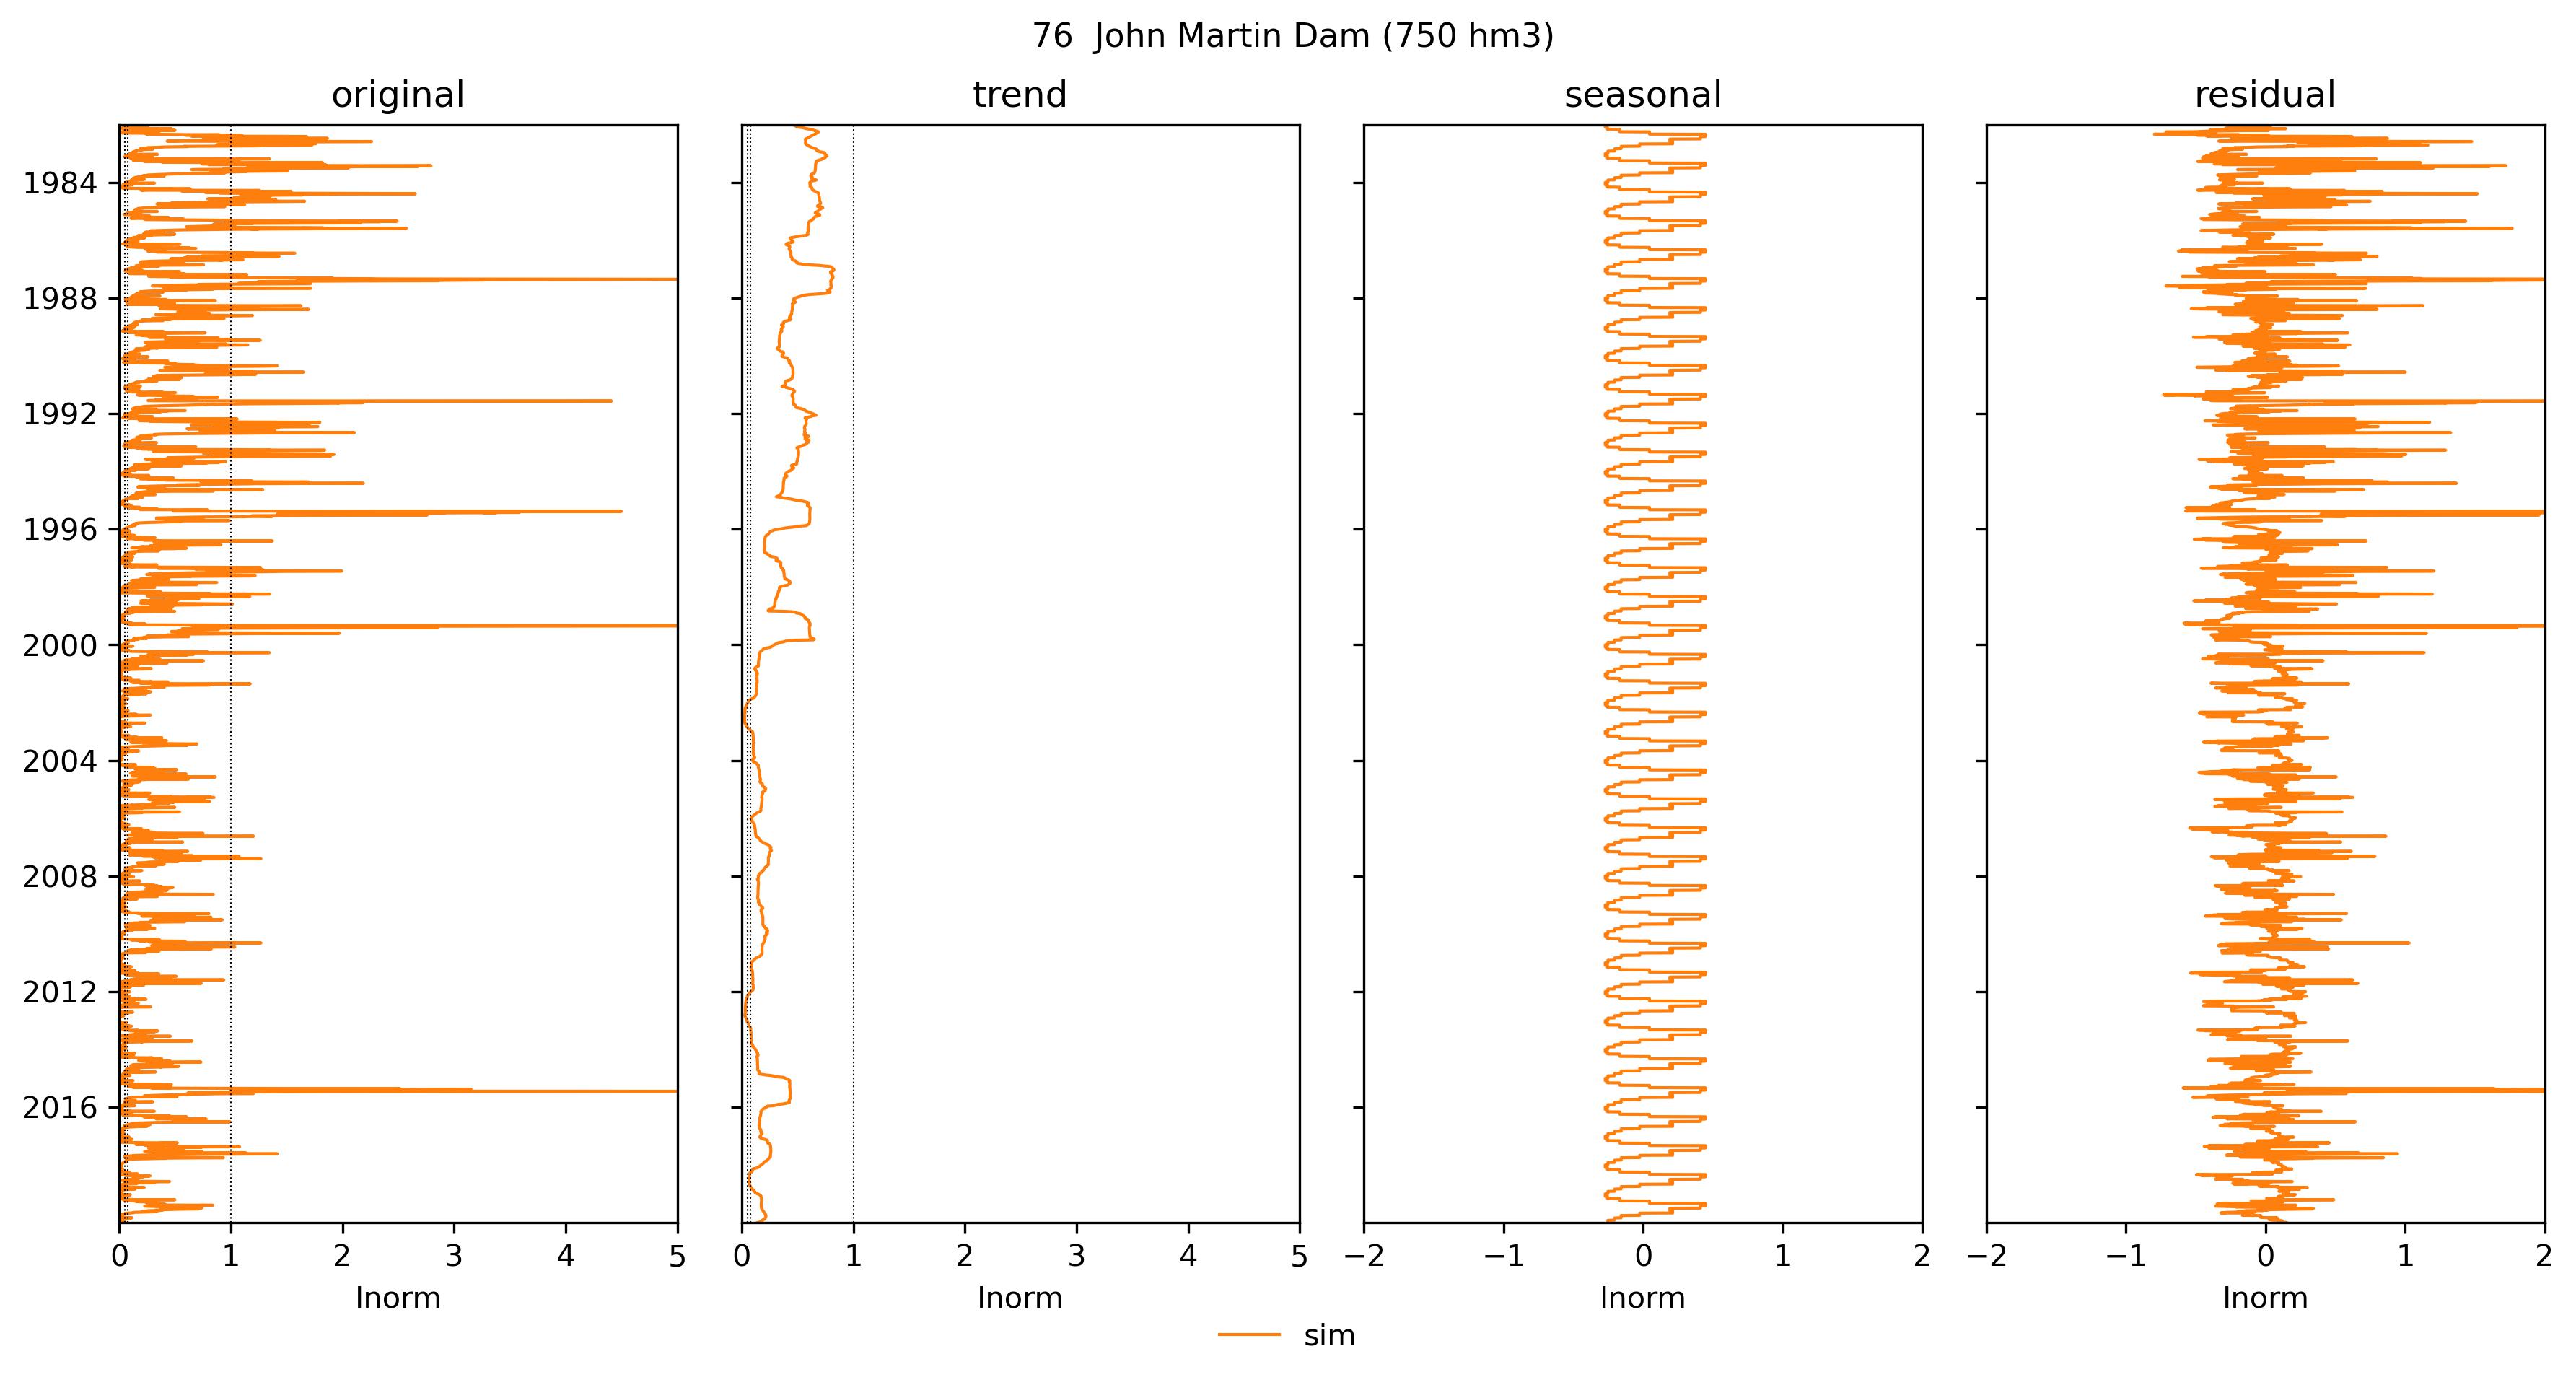 76  John Martin Dam (750 hm3)
original
trend
seasonal
residual
1984
1988
1992
1996
2000
2004
2008
2012
2016
0 1 2 3 4 5
0 1 2 3 4 5
−2 −1 0 1 2
−2 −1 0 1 2
Inorm
Inorm
Inorm
Inorm
sim